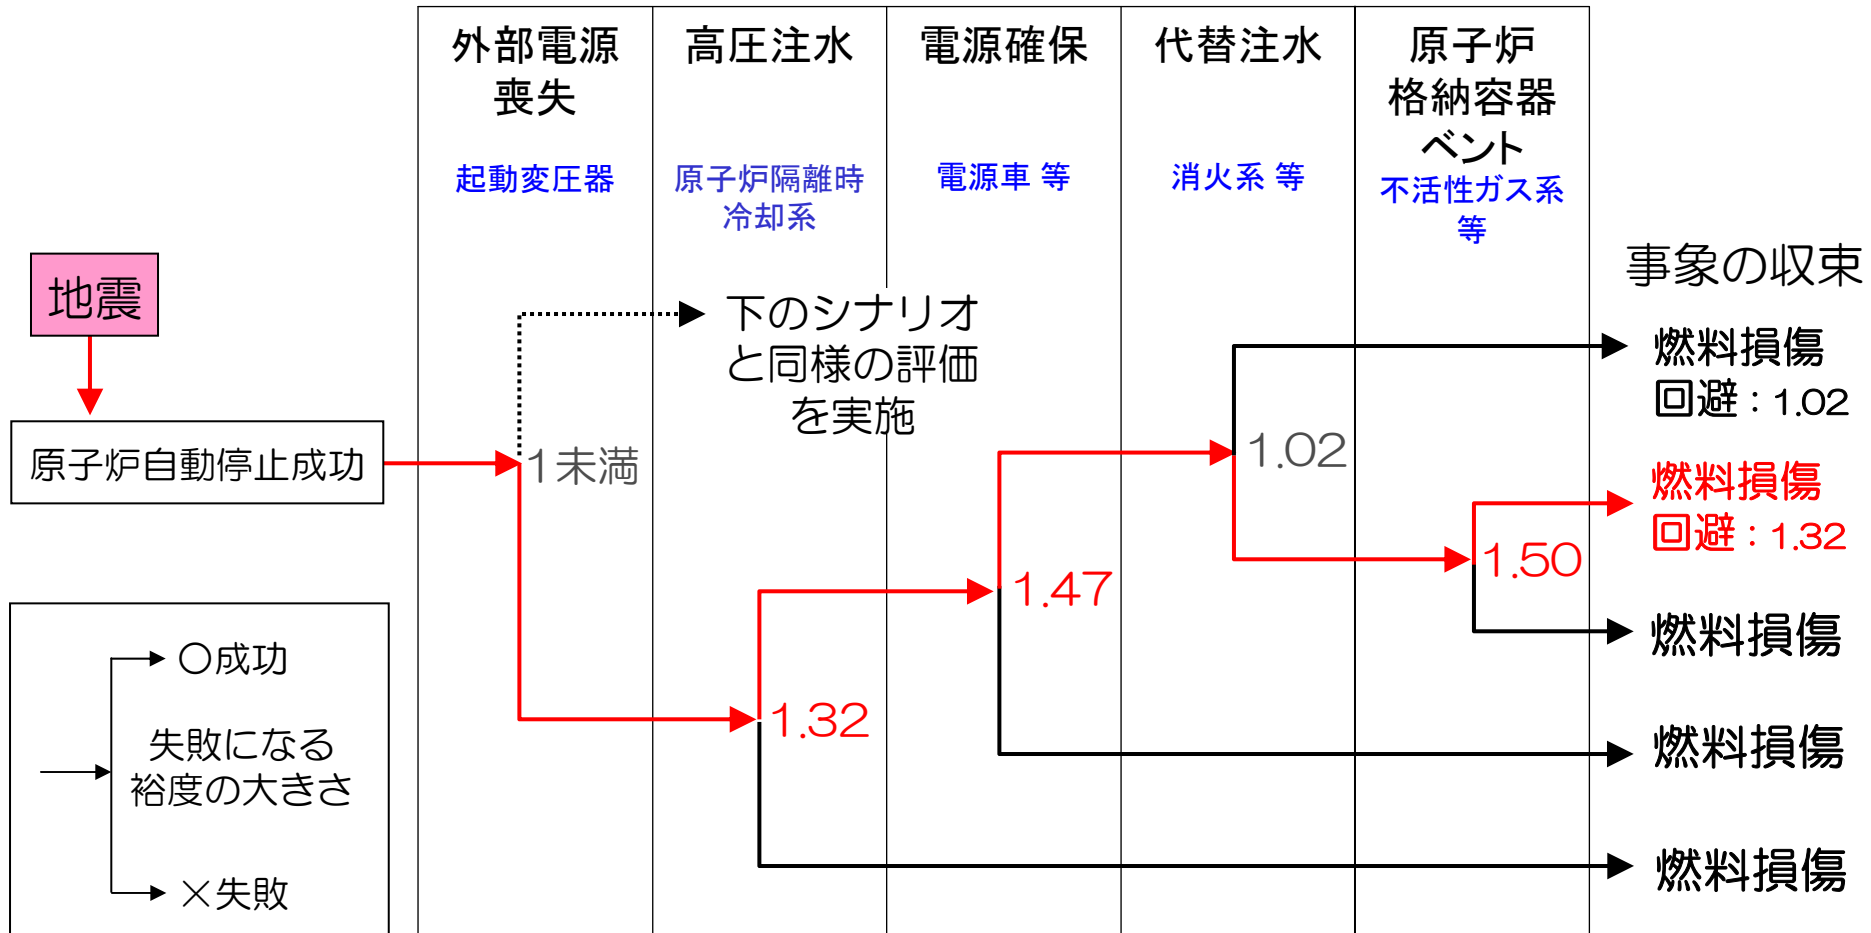 外部電源
喪失
起動変圧器
高圧注水
原子炉隔離時
冷却系
電源確保
電源車 等
代替注水
消火系 等
原子炉
格納容器
ベント
不活性ガス系
等
地震
原子炉自動停止成功
下のシナリオ
と同様の評価
を実施
1未満
1.32
1.47
1.02
1.50
事象の収束
燃料損傷
回避：1.02
燃料損傷
回避：1.32
燃料損傷
燃料損傷
燃料損傷
○成功
失敗になる
裕度の大きさ
×失敗